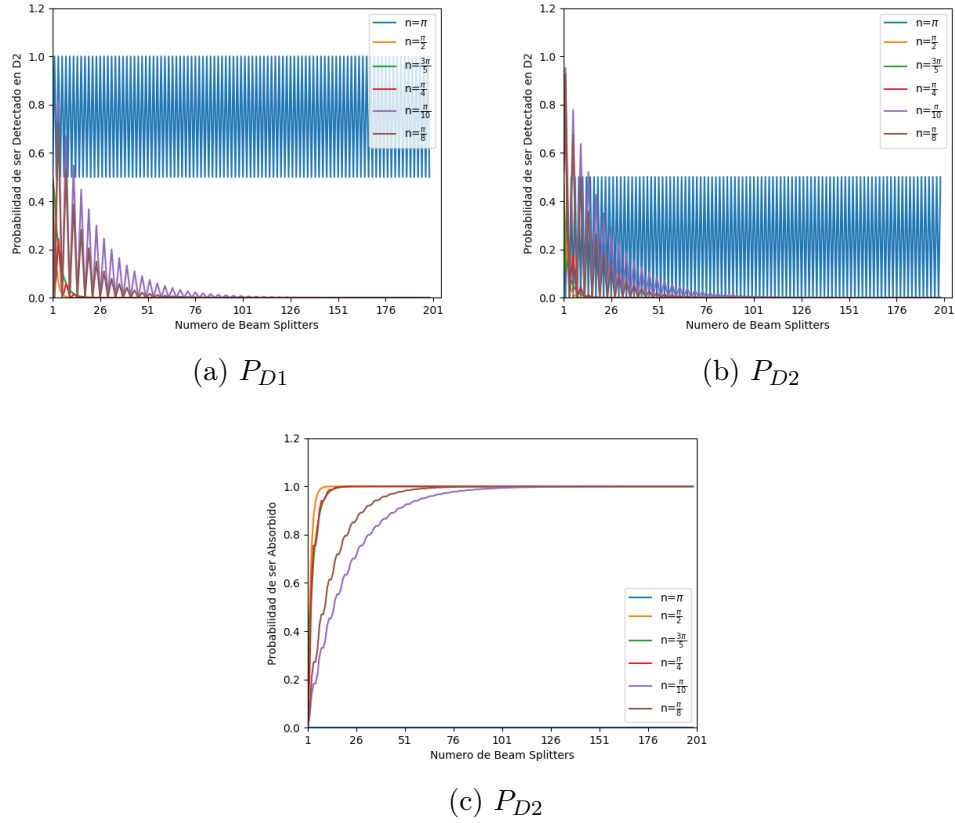 1.2
1.0
0.8
0.6
0.4
0.2
0.0
Probabilidad de ser Detectado en D2
1 26 51 76 101 126 151 176 201
Numero de Beam Splitters
n=π
n=π/2
n=3π/5
n=π/4
n=π/10
n=π/8
(a) P_{D1}
1.2
1.0
0.8
0.6
0.4
0.2
0.0
Probabilidad de ser Detectado en D2
1 26 51 76 101 126 151 176 201
Numero de Beam Splitters
n=π
n=π/2
n=3π/5
n=π/4
n=π/10
n=π/8
(b) P_{D2}
1.2
1.0
0.8
0.6
0.4
0.2
0.0
Probabilidad de ser Absorbido
1 26 51 76 101 126 151 176 201
Numero de Beam Splitters
n=π
n=π/2
n=3π/5
n=π/4
n=π/10
n=π/8
(c) P_{D2}